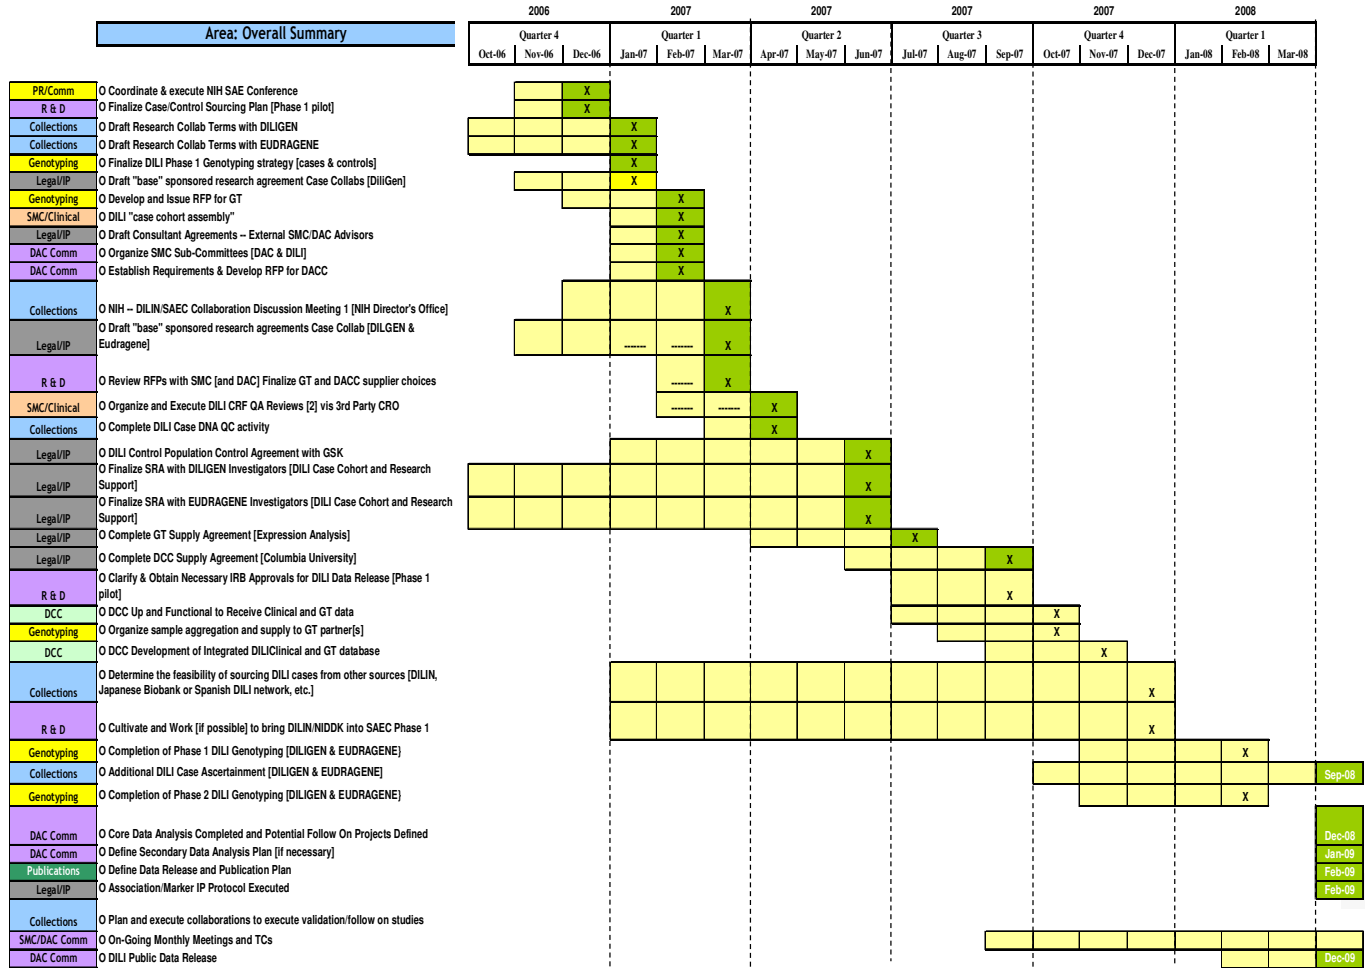 2006 2007 2007 2007 2007 2008
Area: Overall Summary
Quarter 4 Quarter 1 Quarter 2 Quarter 3 Quarter 4 Quarter 1
Oct-06 Nov-06 Dec-06 Jan-07 Feb-07 Mar-07 Apr-07 May-07 Jun-07 Jul-07 Aug-07 Sep-07 Oct-07 Nov-07 Dec-07 Jan-08 Feb-08 Mar-08
PR/Comm O Coordinate & execute NIH SAE Conference X
R & D O Finalize Case/Control Sourcing Plan [Phase 1 pilot] X
Collections O Draft Research Collab Terms with DILIGEN X
Collections O Draft Research Collab Terms with EUDRAGENE X
Genotyping O Finalize DILI Phase 1 Genotyping strategy [cases & controls] X
Legal/IP O Draft "base" sponsored research agreement Case Collabs [DiliGen] X
Genotyping O Develop and Issue RFP for GT X
SMC/Clinical O DILI "case cohort assembly" X
Legal/IP O Draft Consultant Agreements -- External SMC/DAC Advisors X
DAC Comm O Organize SMC Sub-Committees [DAC & DILI] X
DAC Comm O Establish Requirements & Develop RFP for DACC X
Collections O NIH -- DILIN/SAEC Collaboration Discussion Meeting 1 [NIH Director's Office] X
O Draft "base" sponsored research agreements Case Collab [DILGEN &
Legal/IP Eudragene] ------- ------- X
R & D O Review RFPs with SMC [and DAC] Finalize GT and DACC supplier choices ------- X
SMC/Clinical O Organize and Execute DILI CRF QA Reviews [2] vis 3rd Party CRO ------- ------- X
Collections O Complete DILI Case DNA QC activity X
Legal/IP O DILI Control Population Control Agreement with GSK X
O Finalize SRA with DILIGEN Investigators [DILI Case Cohort and Research
Legal/IP Support] X
O Finalize SRA with EUDRAGENE Investigators [DILI Case Cohort and Research
Legal/IP Support] X
Legal/IP O Complete GT Supply Agreement [Expression Analysis] X
Legal/IP O Complete DCC Supply Agreement [Columbia University] X
O Clarify & Obtain Necessary IRB Approvals for DILI Data Release [Phase 1
R & D pilot] X
DCC O DCC Up and Functional to Receive Clinical and GT data X
Genotyping O Organize sample aggregation and supply to GT partner[s] X
DCC O DCC Development of Integrated DILIClinical and GT database X
O Determine the feasibility of sourcing DILI cases from other sources [DILIN,
Collections Japanese Biobank or Spanish DILI network, etc.] X
R & D O Cultivate and Work [if possible] to bring DILIN/NIDDK into SAEC Phase 1 X
Genotyping O Completion of Phase 1 DILI Genotyping [DILIGEN & EUDRAGENE} X
Collections O Additional DILI Case Ascertainment [DILIGEN & EUDRAGENE] Sep-08
Genotyping O Completion of Phase 2 DILI Genotyping [DILIGEN & EUDRAGENE} X
DAC Comm O Core Data Analysis Completed and Potential Follow On Projects Defined Dec-08
DAC Comm O Define Secondary Data Analysis Plan [if necessary] Jan-09
Publications O Define Data Release and Publication Plan Feb-09
Legal/IP O Association/Marker IP Protocol Executed Feb-09
Collections O Plan and execute collaborations to execute validation/follow on studies
SMC/DAC Comm O On-Going Monthly Meetings and TCs
DAC Comm O DILI Public Data Release Dec-09